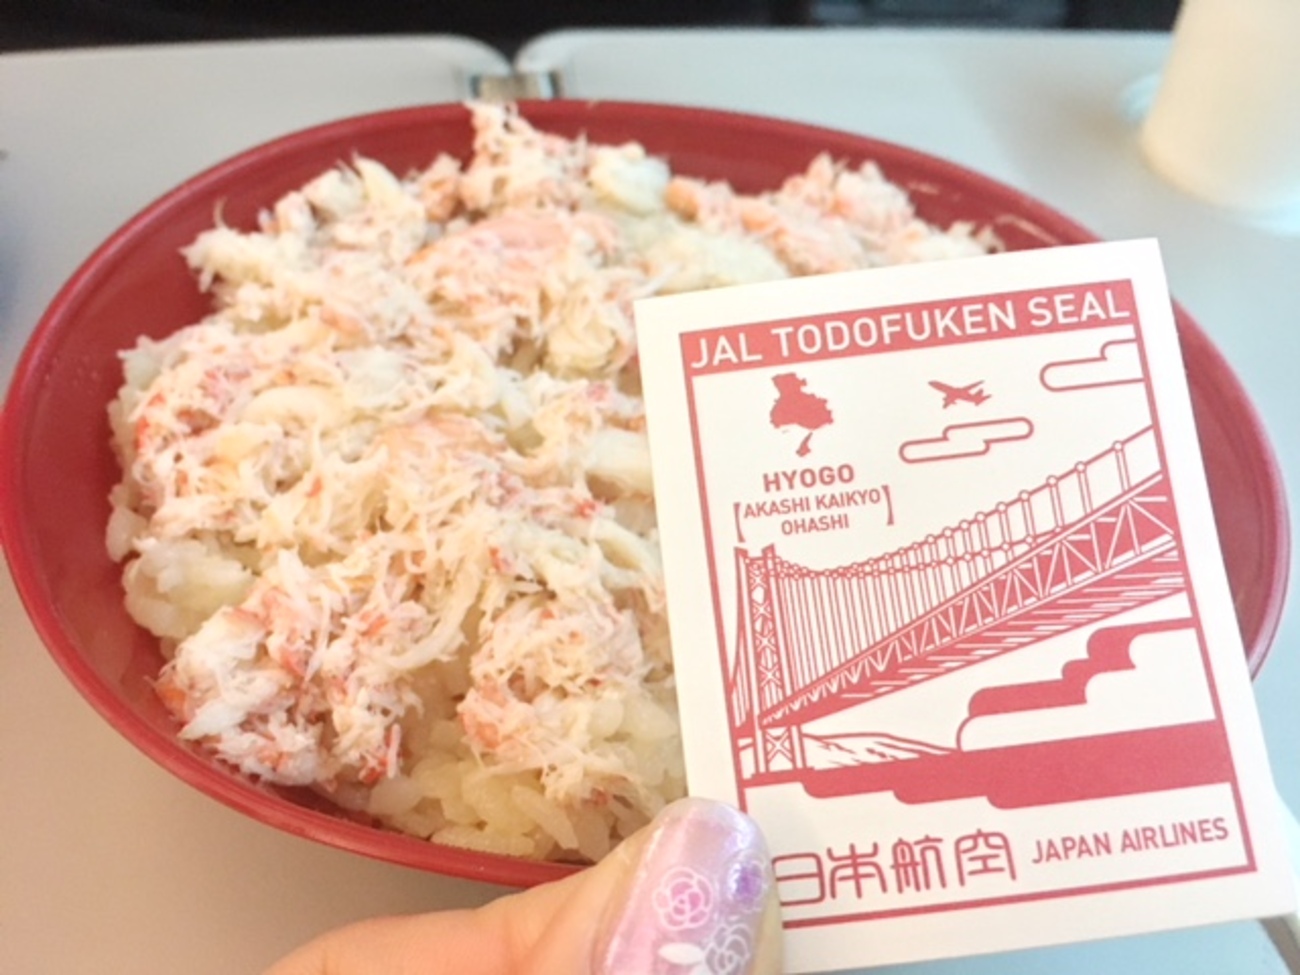 JAL TODOFUKEN SEAL
HYOGO
[AKASHI KAIKYO
OHASHI]
日本航空 JAPAN AIRLINES